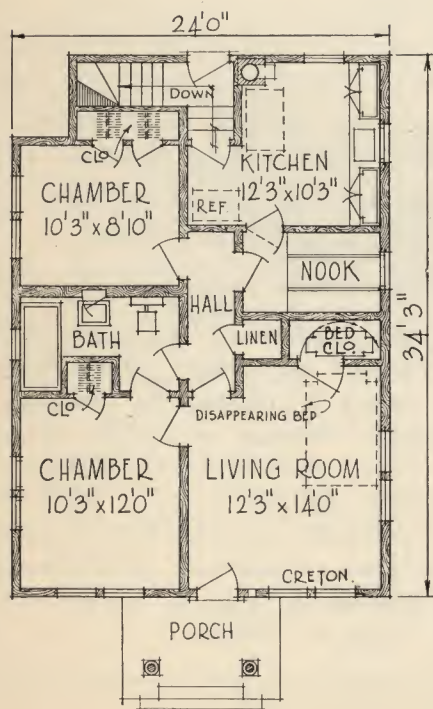 24'0"
DOWN
CLO
KITCHEN
12'3"x10'3"
CHAMBER
10'3"x8'10"
REF.
NOOK
HALL
34'3"
BATH
LINEN
BED
CLO.
CLO
DISAPPEARING BED
CHAMBER
10'3"x12'0"
LIVING ROOM
12'3"x14'0"
CRETON.
PORCH